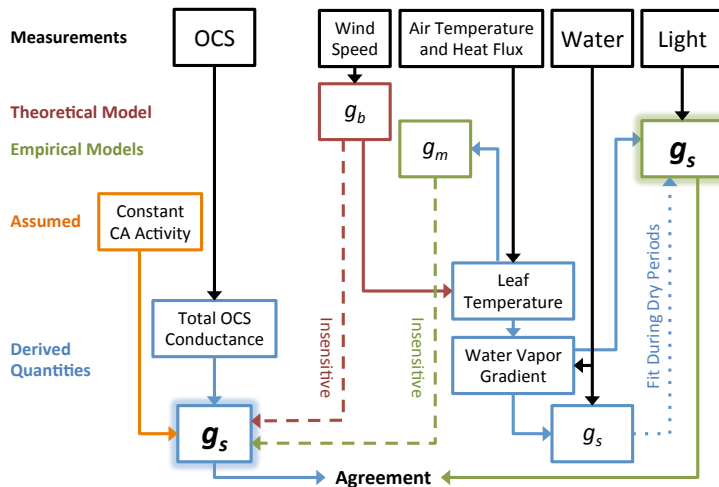 Measurements
OCS
Wind
Speed
Air Temperature
and Heat Flux
Water
Light
Theoretical Model
Empirical Models
g_b
g_m
g_s
Assumed
Constant
CA Activity
Leaf
Temperature
Insensitive
Insensitive
Fit During Dry Periods
Total OCS
Conductance
Derived
Quantities
Water Vapor
Gradient
g_s
g_s
Agreement